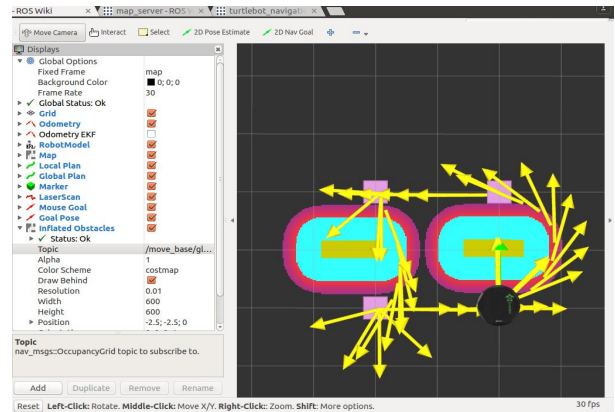 - ROS Wiki × map_server - ROS W × turtlebot_navigati ×
Move Camera Interact Select 2D Pose Estimate 2D Nav Goal
Displays
Global Options
Fixed Frame map
Background Color 0; 0; 0
Frame Rate 30
Global Status: Ok
Grid
Odometry
Odometry EKF
RobotModel
Map
Local Plan
Global Plan
Marker
LaserScan
Mouse Goal
Goal Pose
Inflated Obstacles
Status: Ok
Topic /move_base/gl...
Alpha 1
Color Scheme costmap
Draw Behind
Resolution 0.01
Width 600
Height 600
Position -2.5; -2.5; 0
Topic
nav_msgs::OccupancyGrid topic to subscribe to.
Add Duplicate Remove Rename
Reset Left-Click: Rotate. Middle-Click: Move X/Y. Right-Click:: Zoom. Shift: More options. 30 fps